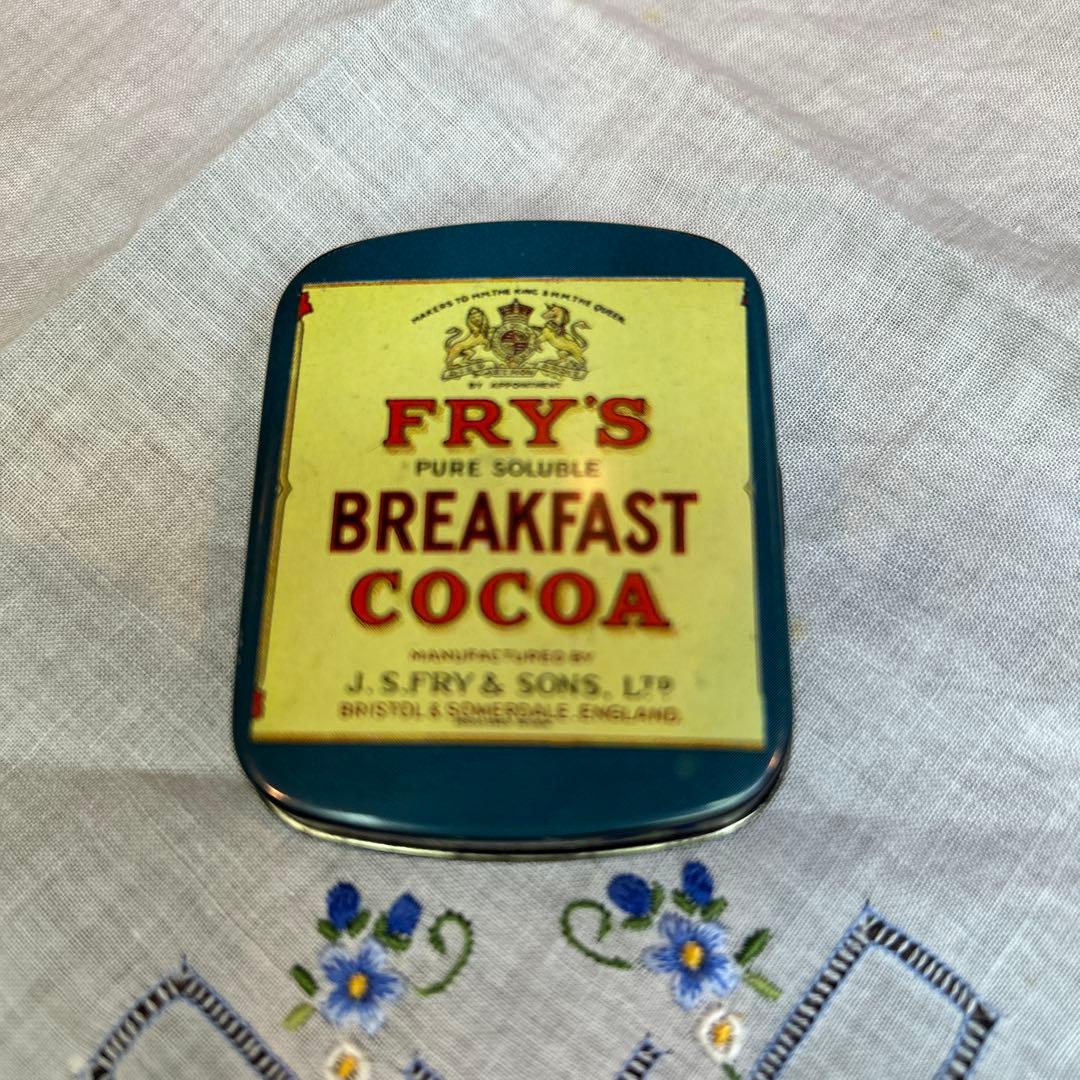 MAKERS TO H.M. THE KING & H.M. THE QUEEN.
BY APPOINTMENT
FRY'S
PURE SOLUBLE
BREAKFAST
COCOA
MANUFACTURED BY
J. S. FRY & SONS, LTD
BRISTOL & SOMERDALE, ENGLAND.